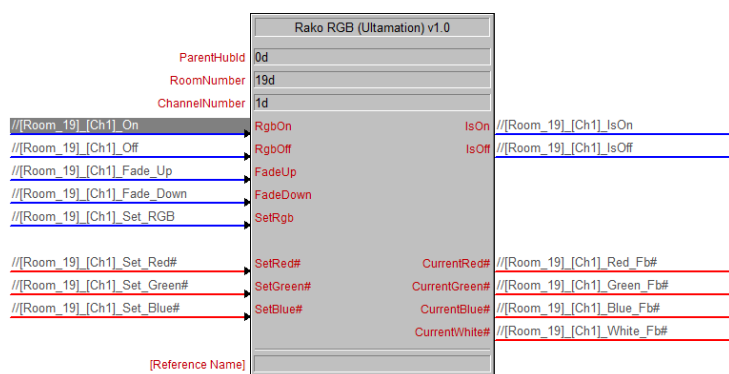 Rako RGB (Ultamation) v1.0
ParentHubId 0d
RoomNumber 19d
ChannelNumber 1d
//[Room_19]_[Ch1]_On RgbOn IsOn //[Room_19]_[Ch1]_IsOn
//[Room_19]_[Ch1]_Off RgbOff IsOff //[Room_19]_[Ch1]_IsOff
//[Room_19]_[Ch1]_Fade_Up FadeUp
//[Room_19]_[Ch1]_Fade_Down FadeDown
//[Room_19]_[Ch1]_Set_RGB SetRgb
//[Room_19]_[Ch1]_Set_Red# SetRed# CurrentRed# //[Room_19]_[Ch1]_Red_Fb#
//[Room_19]_[Ch1]_Set_Green# SetGreen# CurrentGreen# //[Room_19]_[Ch1]_Green_Fb#
//[Room_19]_[Ch1]_Set_Blue# SetBlue# CurrentBlue# //[Room_19]_[Ch1]_Blue_Fb#
CurrentWhite# //[Room_19]_[Ch1]_White_Fb#
[Reference Name]